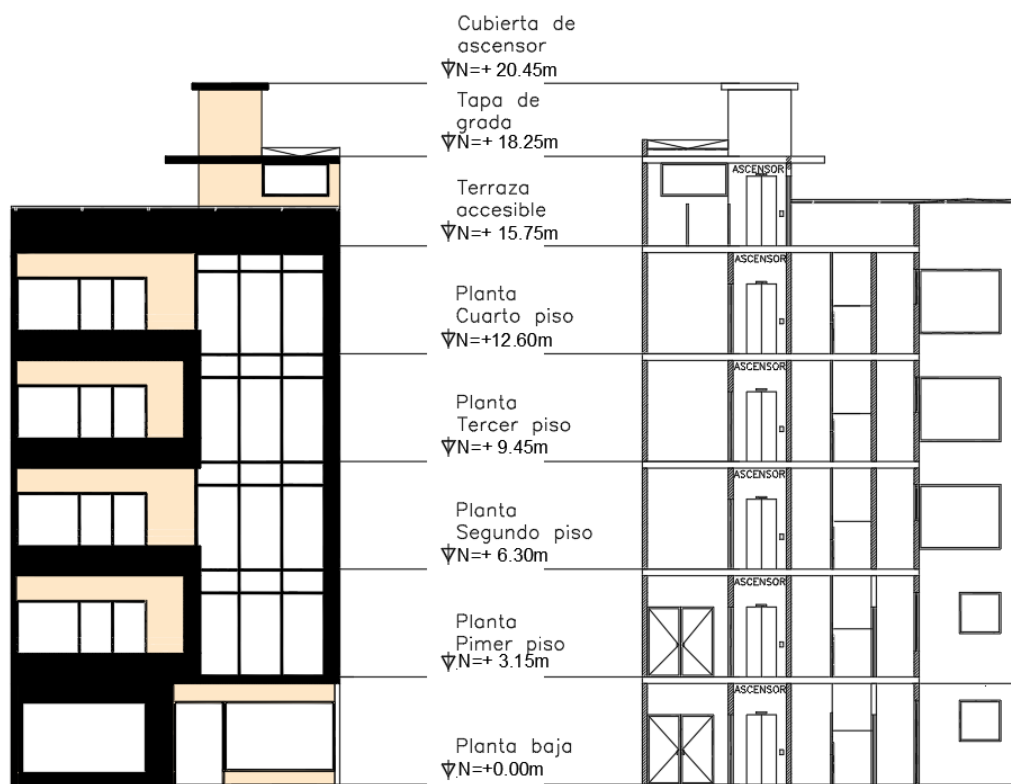 Cubierta de
ascensor
N=+ 20.45m
Tapa de
grada
N=+ 18.25m
ASCENSOR
Terraza
accesible
N=+ 15.75m
ASCENSOR
Planta
Cuarto piso
N=+12.60m
ASCENSOR
Planta
Tercer piso
N=+ 9.45m
ASCENSOR
Planta
Segundo piso
N=+ 6.30m
ASCENSOR
Planta
Pimer piso
N=+ 3.15m
ASCENSOR
Planta baja
N=+0.00m